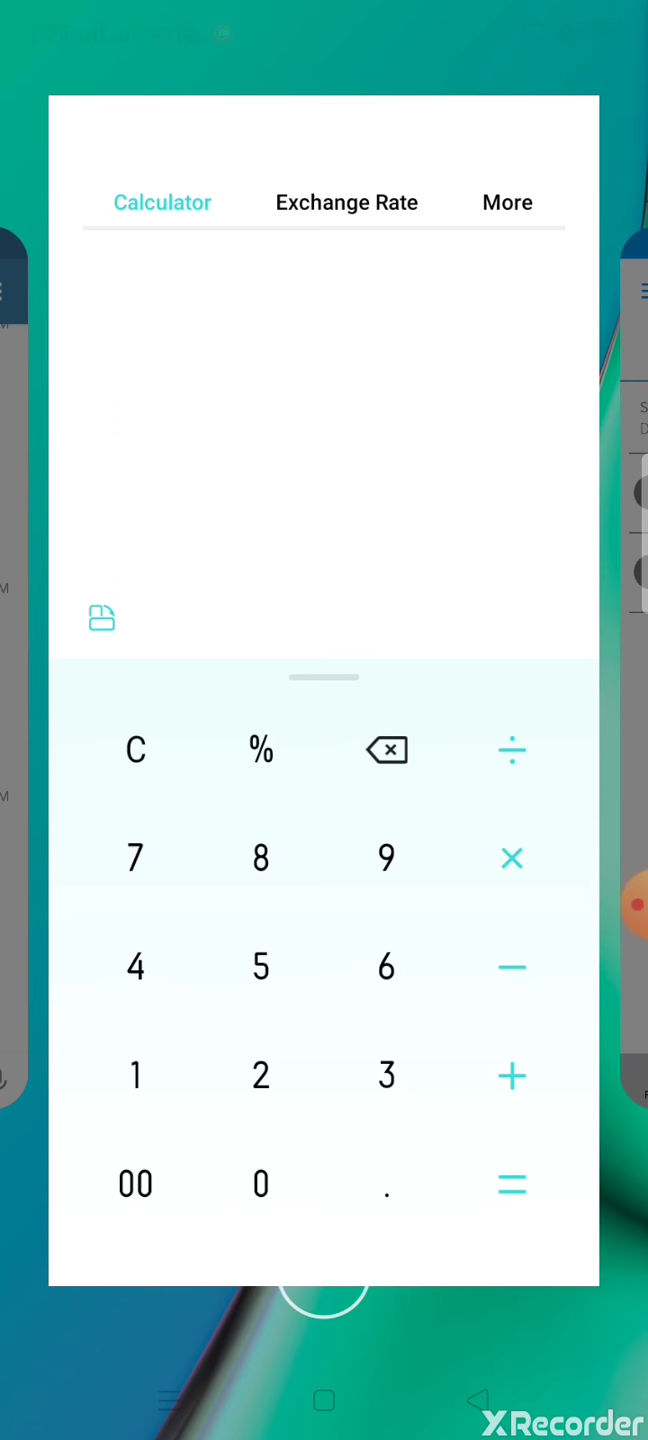 Calculator Exchange Rate More
C % ÷
7 8 9 ×
4 5 6 −
1 2 3 +
00 0 . =
XRecorder